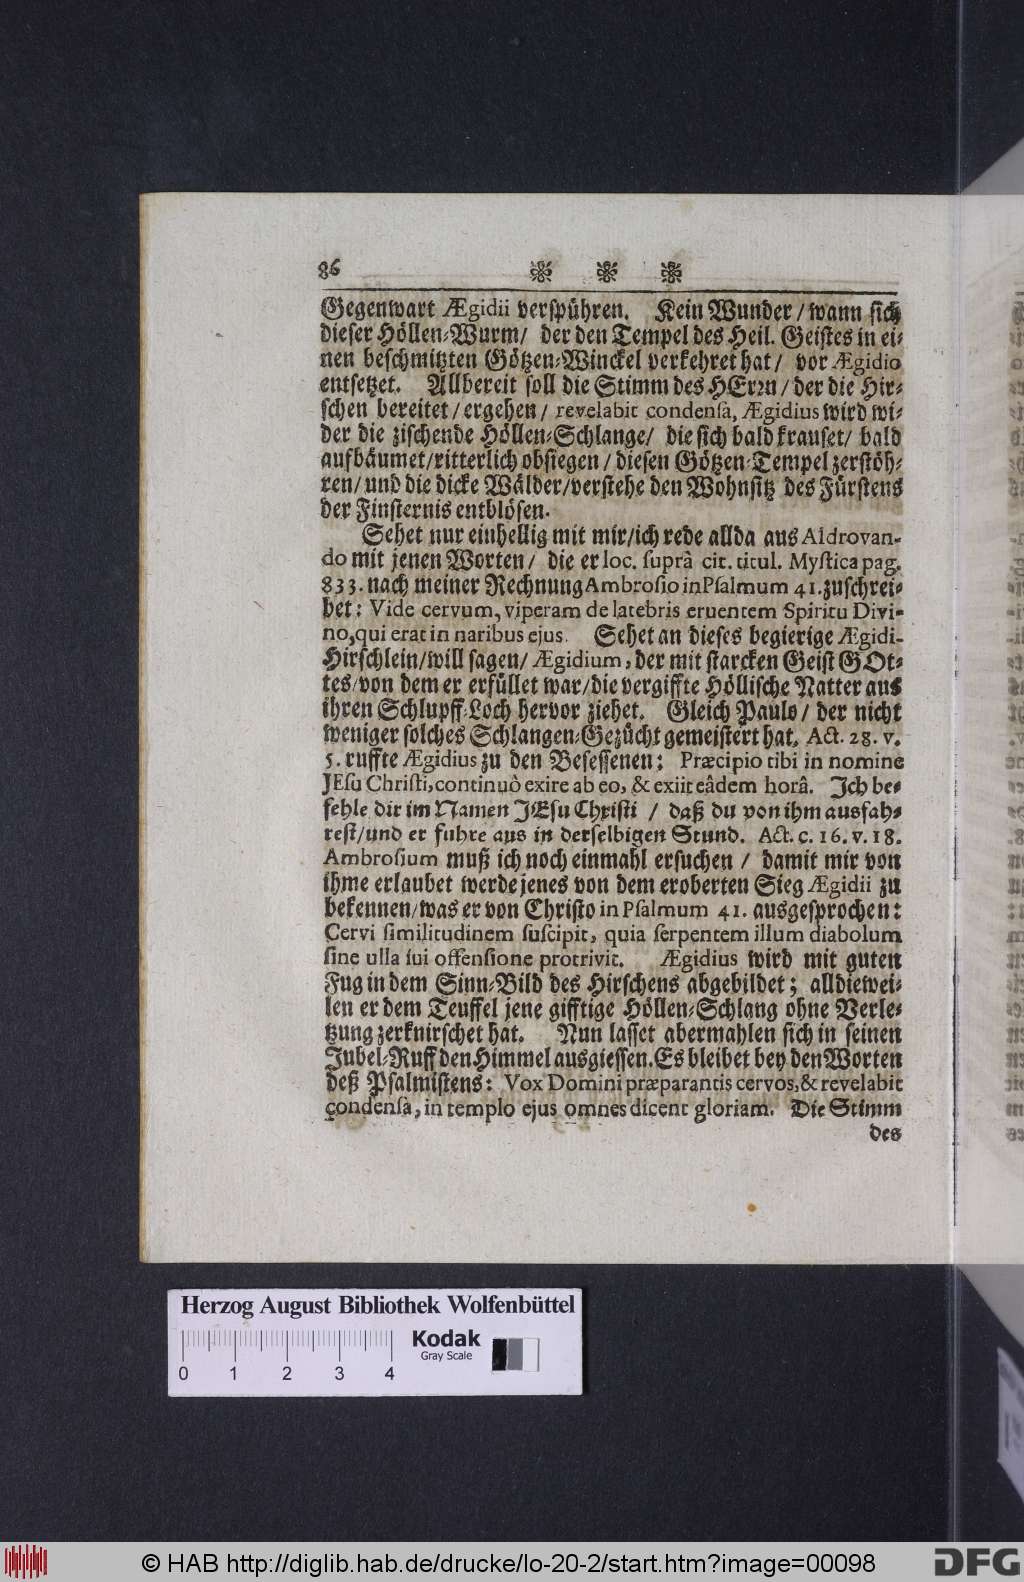 86
Gegenwart Ægidii verspühren. Kein Wunder / wann sich
dieser Höllen-Wurm / der den Tempel des Heil. Geistes in ei-
nen beschmitzten Götzen-Winckel verkehret hat / vor Ægidio
entsetzet. Allbereit soll die Stimm des HErrn / der die Hir-
schen bereitet / ergehen / revelabit condensà, Ægidius wird wi-
der die zischende Höllen-Schlange / die sich bald krauset / bald
aufbäumet / ritterlich obsiegen / diesen Götzen-Tempel zerstöh-
ren / und die dicke Wälder / verstehe den Wohnsitz des Fürstens
der Finsternis entblösen.
Sehet nur einhellig mit mir / ich rede allda aus Aldrovan-
do mit jenen Worten / die er loc. suprà cit. titul. Mystica pag.
833. nach meiner Rechnung Ambrosio in Psalmum 41. zuschrei-
bet: Vide cervum, viperam de latebris eruentem Spiritu Divi-
no, qui erat in naribus ejus. Sehet an dieses begierige Ægidi-
Hirschlein / will sagen / Ægidium, der mit starcken Geist GOt-
tes / von dem er erfüllet war / die vergiffte Höllische Natter aus
ihren Schlupff-Loch hervor ziehet. Gleich Paulo / der nicht
weniger solches Schlangen-Gezücht gemeistert hat. Act. 28. v.
5. ruffte Ægidius zu den Besessenen: Præcipio tibi in nomine
JEsu Christi, continuò exire ab eo, & exiit eâdem horâ. Ich be-
fehle dir im Namen JEsu Christi / daß du von ihm ausfah-
rest / und er fuhre aus in derselbigen Stund. Act. c. 16. v. 18.
Ambrosium muß ich noch einmahl ersuchen / damit mir von
ihme erlaubet werde jenes von dem eroberten Sieg Ægidii zu
bekennen / was er von Christo in Psalmum 41. ausgesprochen:
Cervi similitudinem suscipit, quia serpentem illum diabolum
sine ulla sui offensione protrivit. Ægidius wird mit guten
Fug in dem Sinn-Bild des Hirschens abgebildet; alldiewei-
len er dem Teuffel jene gifftige Höllen-Schlang ohne Verle-
tzung zerknirschet hat. Nun lasset abermahlen sich in seinen
Jubel-Ruff den Himmel ausgiessen. Es bleibet bey den Worten
deß Psalmistens: Vox Domini præparantis cervos, & revelabit
condensa, in templo ejus omnes dicent gloriam. Die Stimm
des
Herzog August Bibliothek Wolfenbüttel
0 1 2 3 4
Kodak
Gray Scale
© HAB http://diglib.hab.de/drucke/lo-20-2/start.htm?image=00098
DFG